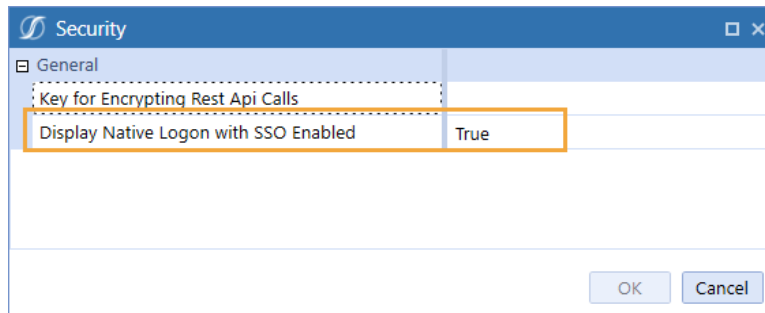 Security
General
Key for Encrypting Rest Api Calls
Display Native Logon with SSO Enabled True
OK Cancel